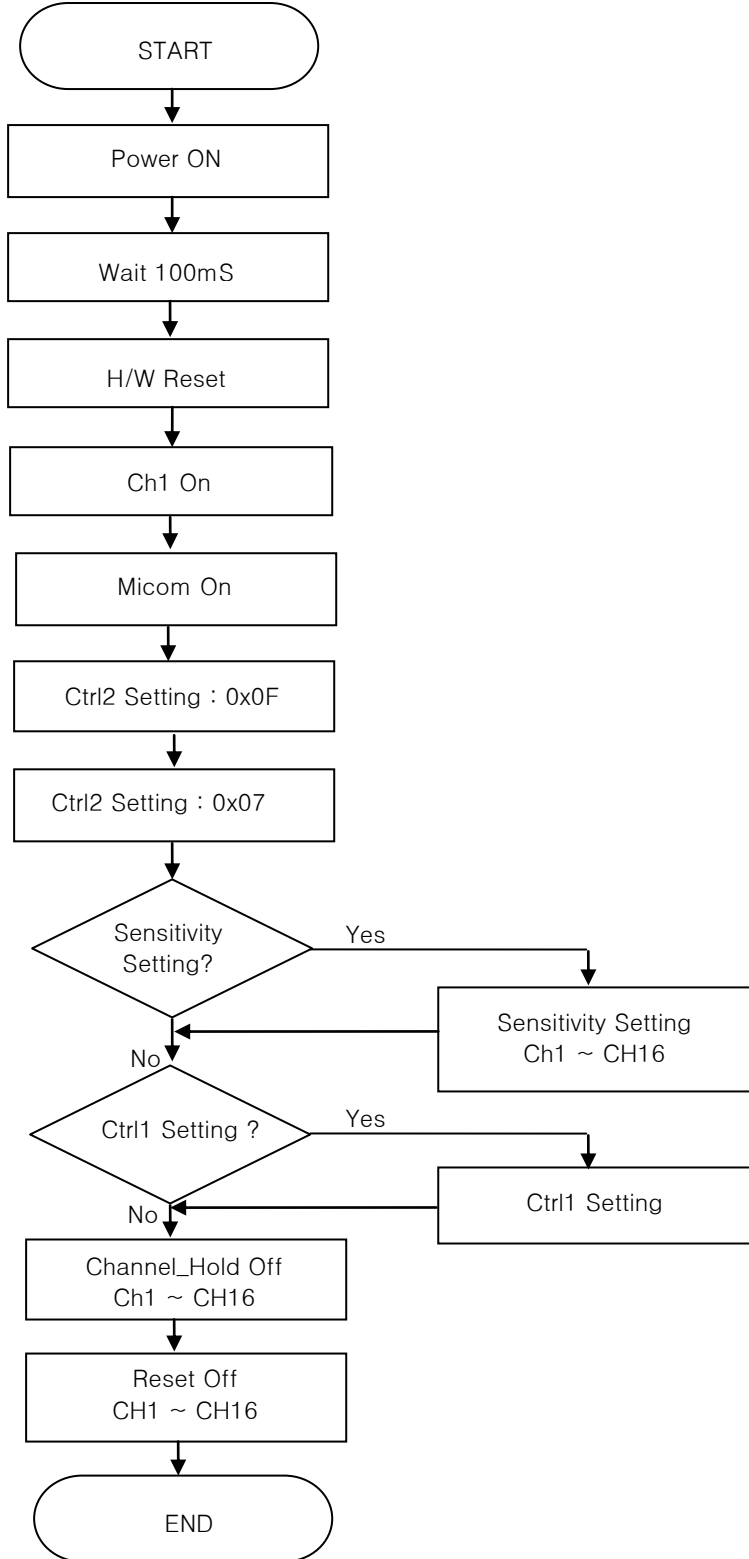 START
Power ON
Wait 100mS
H/W Reset
Ch1 On
Micom On
Ctrl2 Setting : 0x0F
Ctrl2 Setting : 0x07
Sensitivity
Setting?
Yes
Sensitivity Setting
Ch1 ~ CH16
No
Ctrl1 Setting ?
Yes
Ctrl1 Setting
No
Channel_Hold Off
Ch1 ~ CH16
Reset Off
CH1 ~ CH16
END